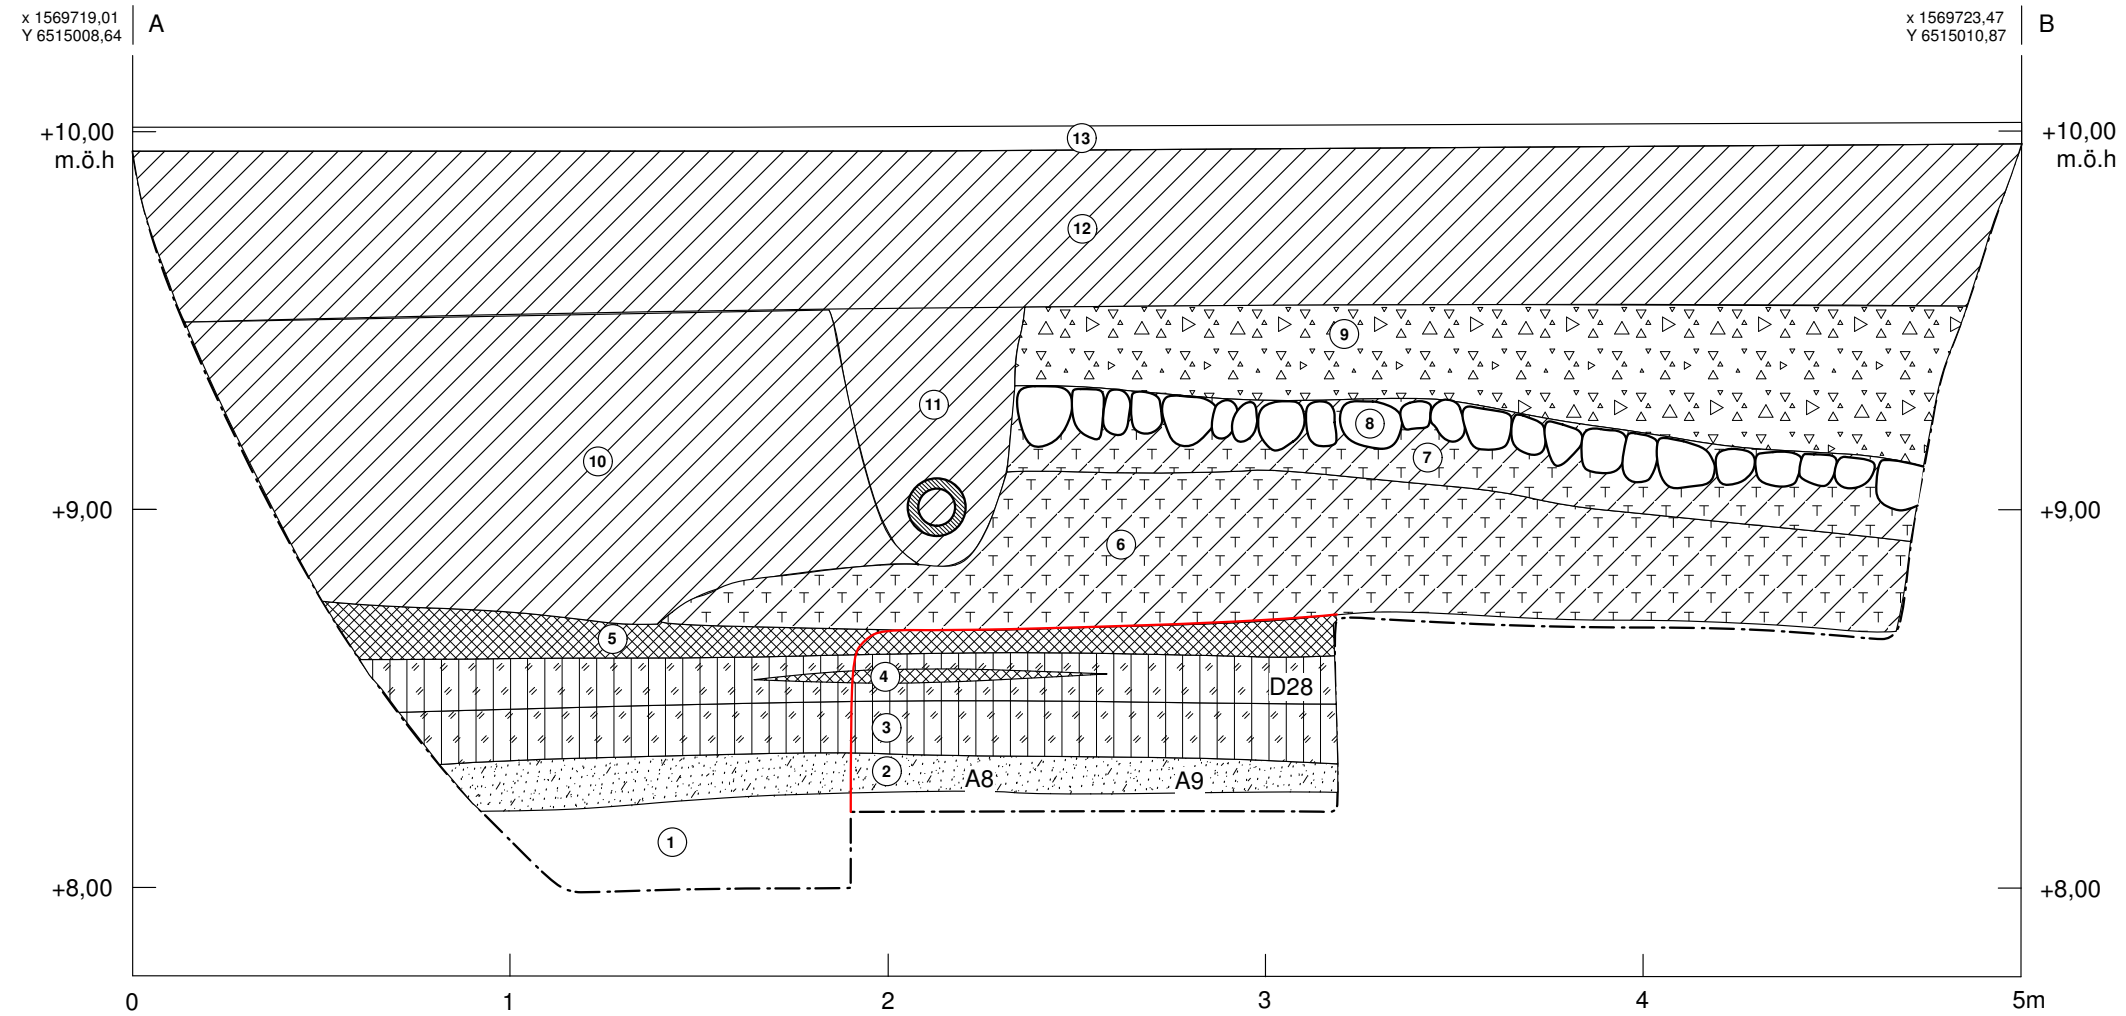 x 1569719,01
Y 6515008,64
A
x 1569723,47
Y 6515010,87
B
+10,00
m.ö.h
+10,00
m.ö.h
13
12
9
11
8
10
7
+9,00
+9,00
6
5
4
D28
3
2
A8
A9
1
+8,00
+8,00
0
1
2
3
4
5m